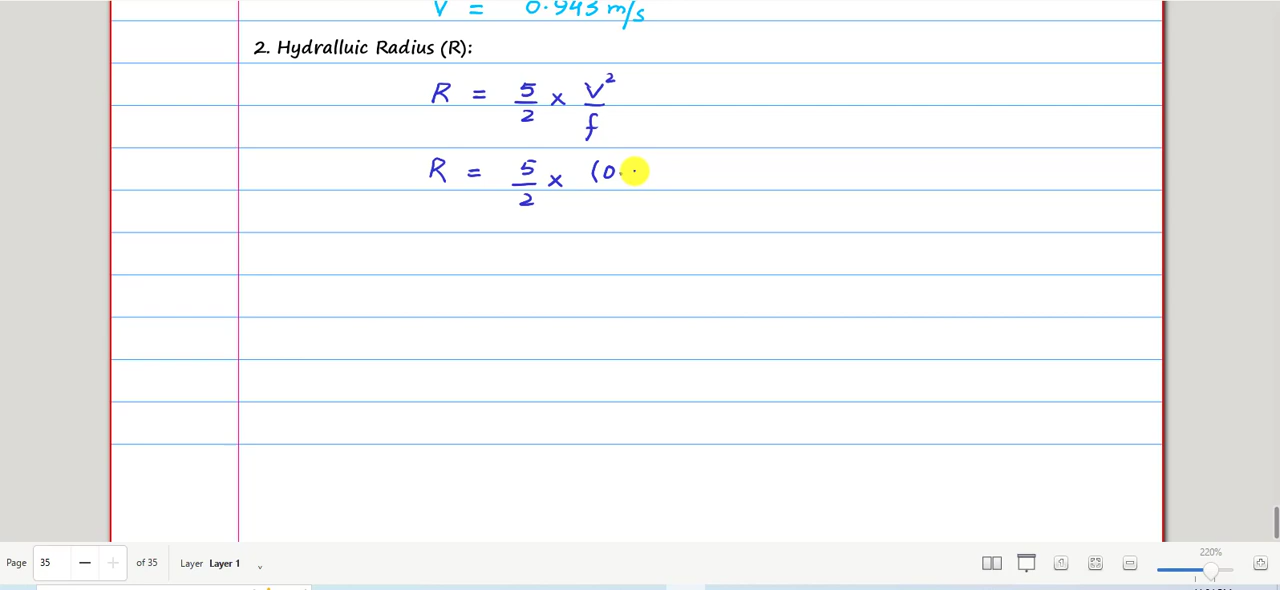 V = 0.943 m/s
2. Hydralluic Radius (R):
R = 5/2 × V²/f
R = 5/2 × (0.
Page 35 of 35 Layer Layer 1 220%